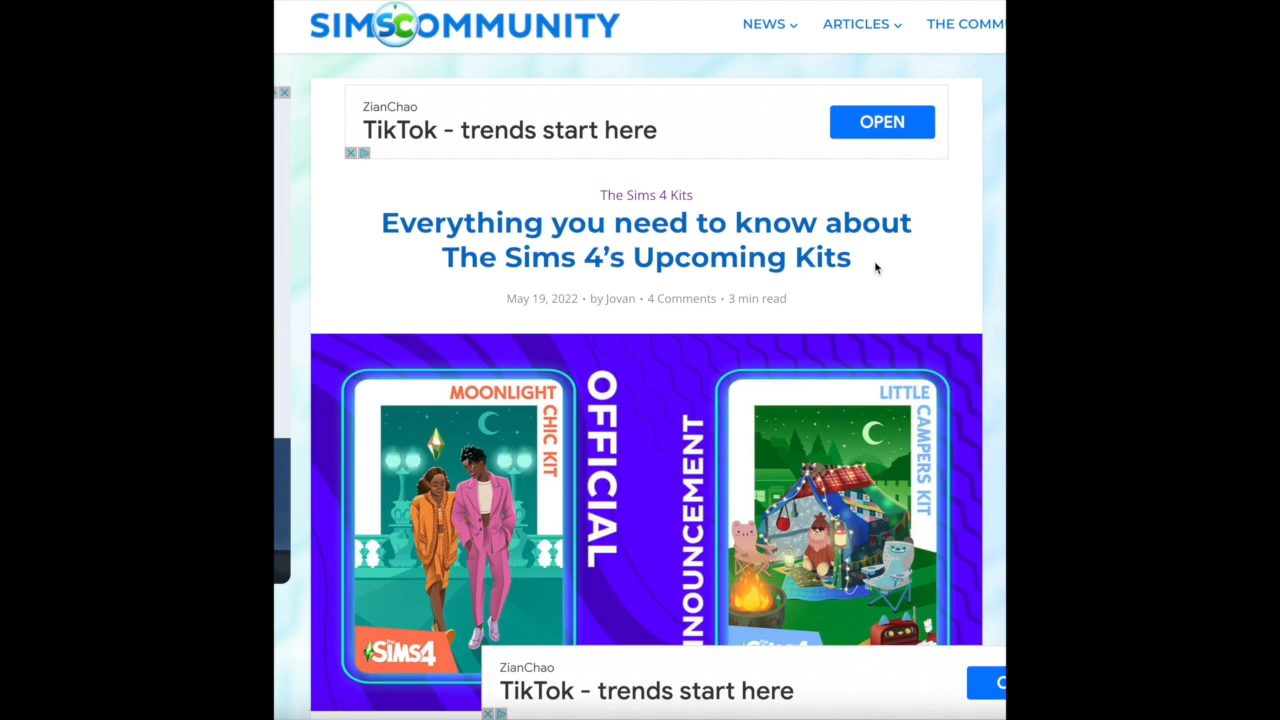 SIMSCOMMUNITY
NEWS
ARTICLES
THE COMM
ZianChao
TikTok - trends start here
OPEN
The Sims 4 Kits
Everything you need to know about
The Sims 4’s Upcoming Kits
May 19, 2022 • by Jovan • 4 Comments • 3 min read
MOONLIGHT
CHIC KIT
OFFICIAL
NNOUNCEMENT
LITTLE
CAMPERS KIT
THE SIMS4
ZianChao
TikTok - trends start here